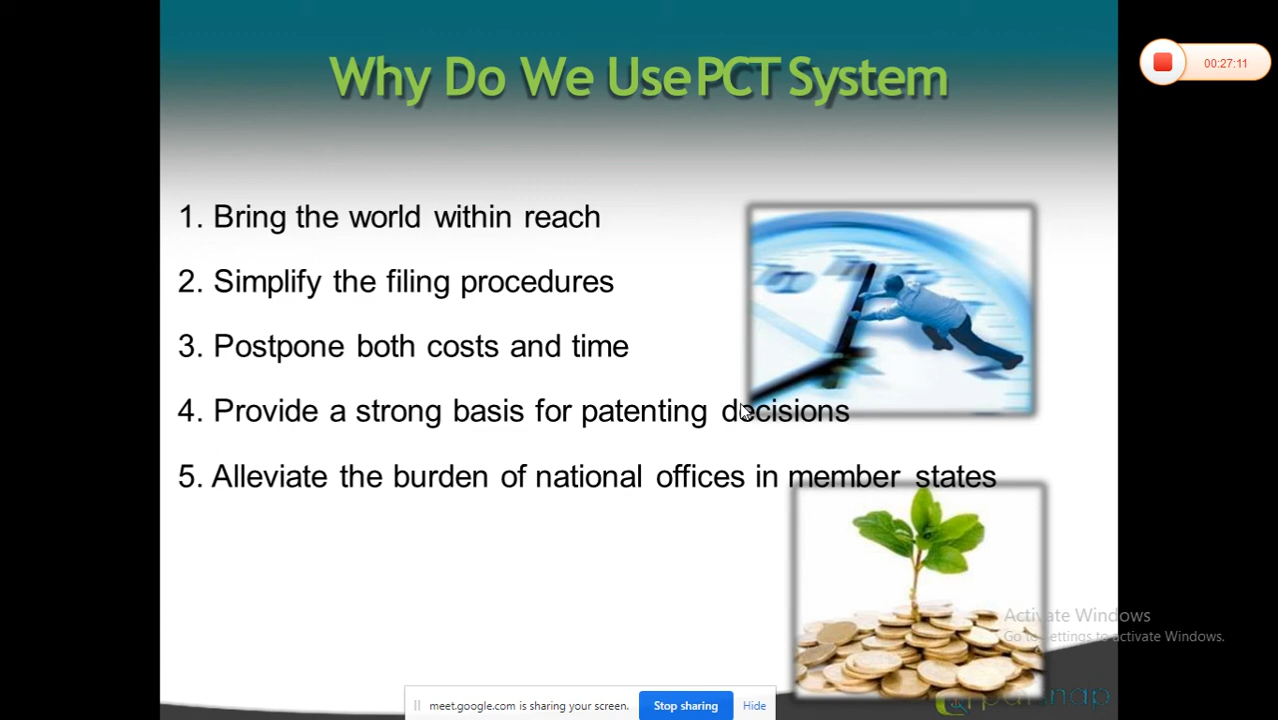 Why Do We Use PCT System
00:27:11
1. Bring the world within reach
2. Simplify the filing procedures
3. Postpone both costs and time
4. Provide a strong basis for patenting decisions
5. Alleviate the burden of national offices in member states
Activate Windows
Go to Settings to activate Windows.
meet.google.com is sharing your screen.
Stop sharing
Hide